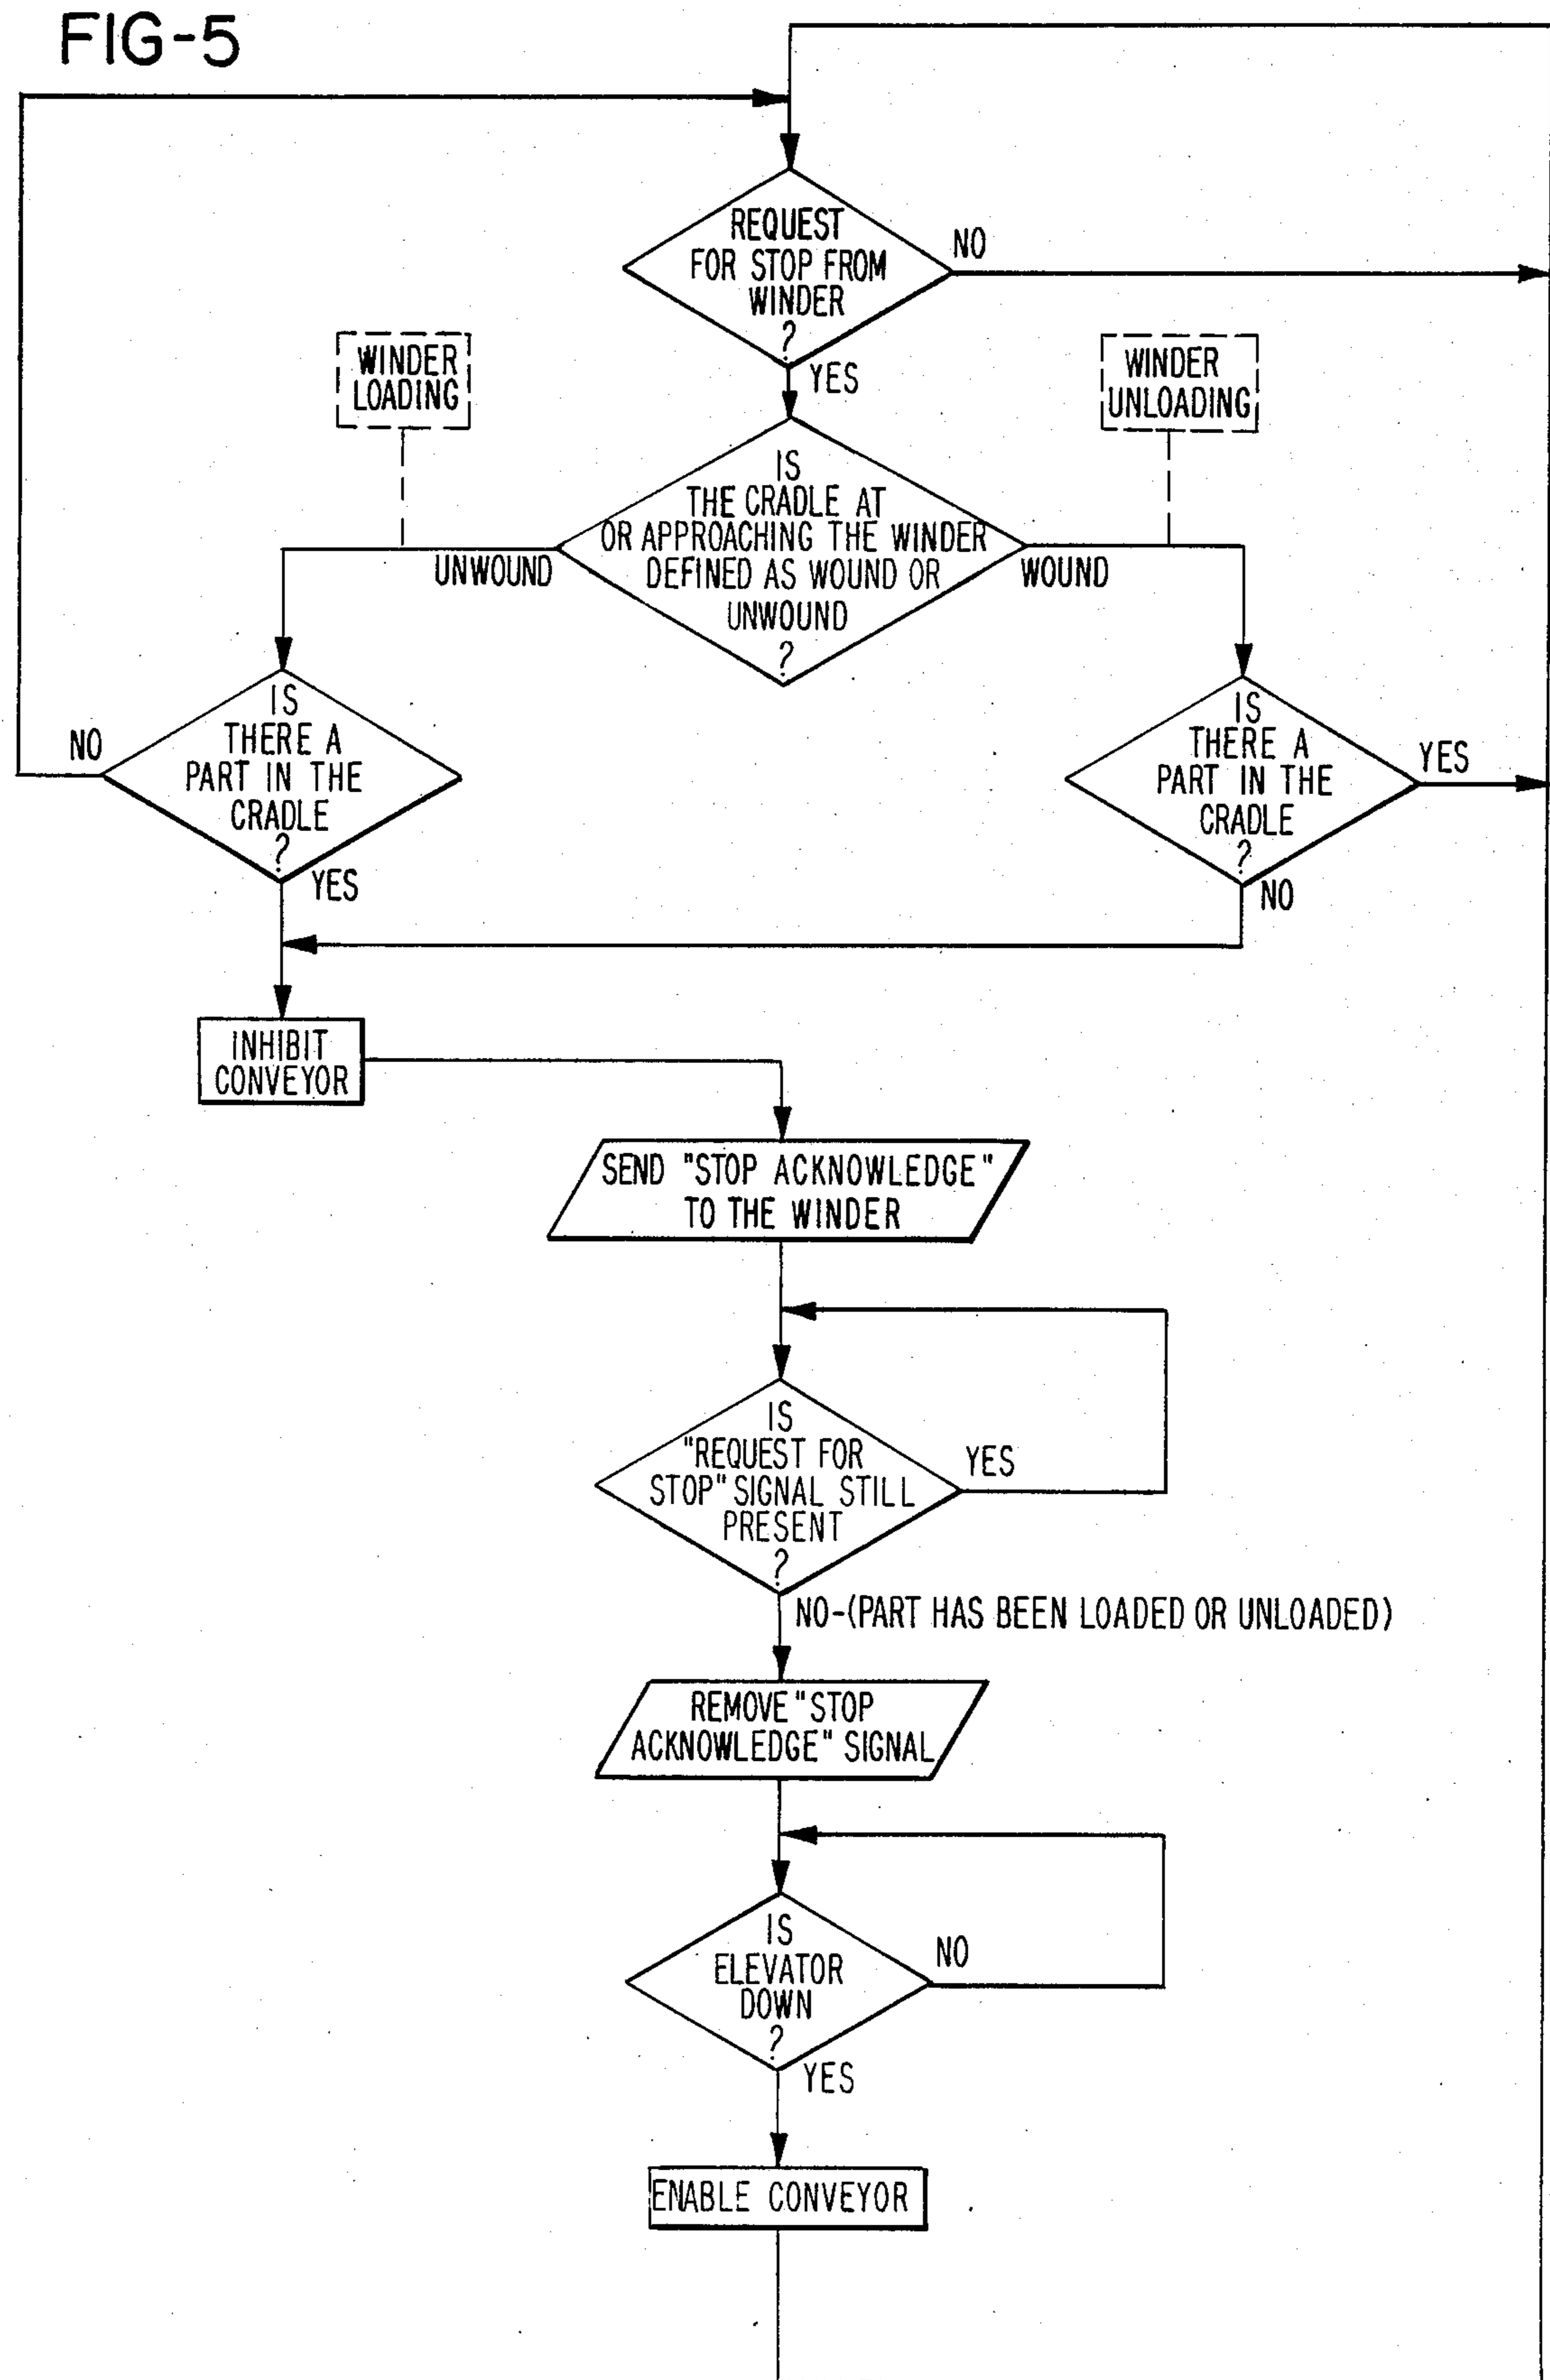 FIG-5
REQUEST
FOR STOP FROM
WINDER
?
NO
YES
WINDER
LOADING
WINDER
UNLOADING
IS
THE CRADLE AT
OR APPROACHING THE WINDER
DEFINED AS WOUND OR
UNWOUND
?
UNWOUND
WOUND
IS
THERE A
PART IN THE
CRADLE
?
NO
YES
IS
THERE A
PART IN THE
CRADLE
?
YES
NO
INHIBIT
CONVEYOR
SEND "STOP ACKNOWLEDGE"
TO THE WINDER
IS
"REQUEST FOR
STOP" SIGNAL STILL
PRESENT
?
YES
NO-(PART HAS BEEN LOADED OR UNLOADED)
REMOVE "STOP
ACKNOWLEDGE" SIGNAL
IS
ELEVATOR
DOWN
?
NO
YES
ENABLE CONVEYOR